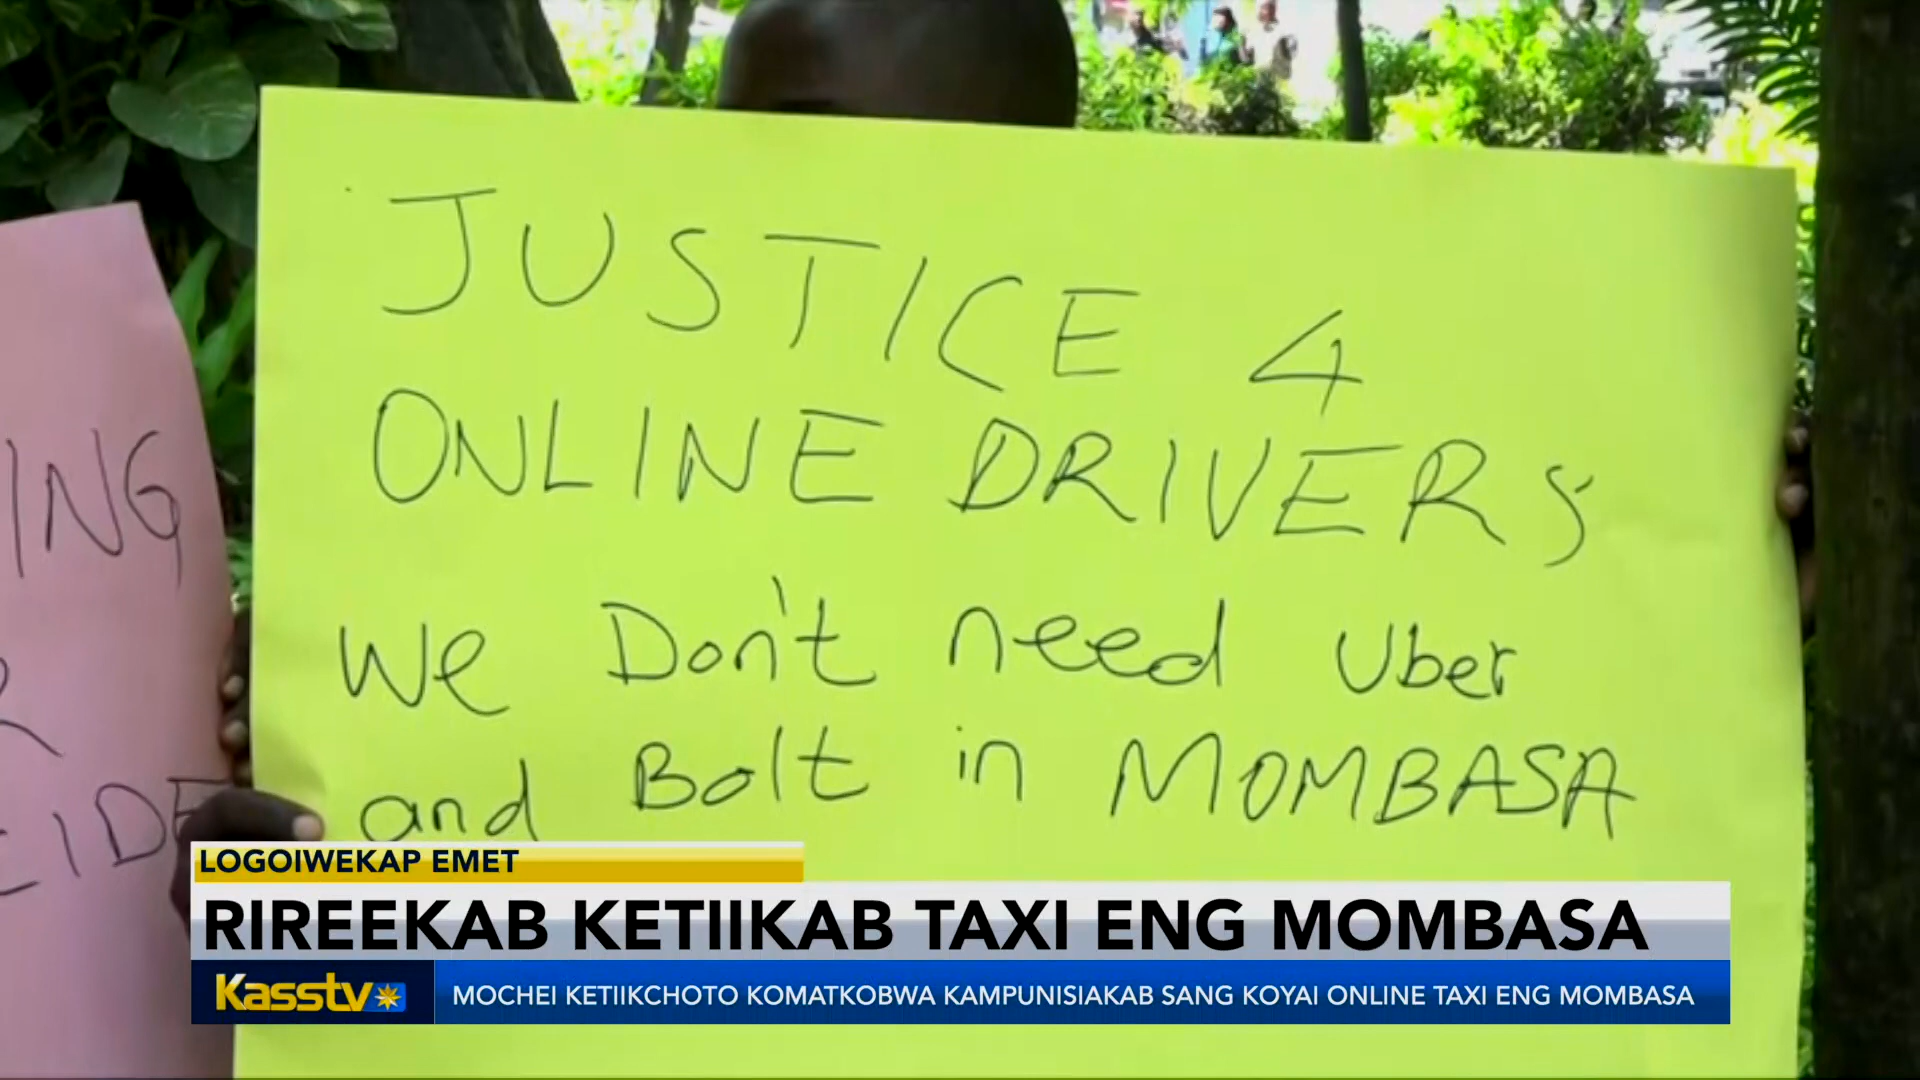 JUSTICE 4
ONLINE DRIVERS
We Don't need Uber
and Bolt in MOMBASA
ING
R
CIDE
LOGOIWEKAP EMET
RIREEKAB KETIIKAB TAXI ENG MOMBASA
Kasstv
MOCHEI KETIIKCHOTO KOMATKOBWA KAMPUNISIAKAB SANG KOYAI ONLINE TAXI ENG MOMBASA